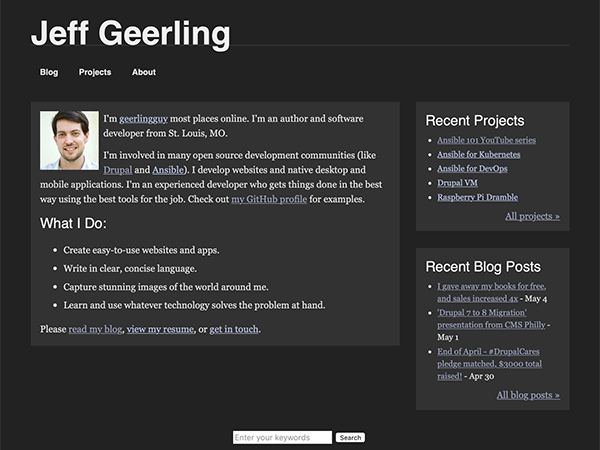 Jeff Geerling
Blog Projects About
I'm geerlingguy most places online. I'm an author and software
developer from St. Louis, MO.
I'm involved in many open source development communities (like
Drupal and Ansible). I develop websites and native desktop and
mobile applications. I'm an experienced developer who gets things done in the best
way using the best tools for the job. Check out my GitHub profile for examples.
What I Do:
• Create easy-to-use websites and apps.
• Write in clear, concise language.
• Capture stunning images of the world around me.
• Learn and use whatever technology solves the problem at hand.
Please read my blog, view my resume, or get in touch.
Recent Projects
• Ansible 101 YouTube series
• Ansible for Kubernetes
• Ansible for DevOps
• Drupal VM
• Raspberry Pi Dramble
All projects »
Recent Blog Posts
• I gave away my books for free,
and sales increased 4x - May 4
• 'Drupal 7 to 8 Migration'
presentation from CMS Philly -
May 1
• End of April - #DrupalCares
pledge matched, $3000 total
raised! - Apr 30
All blog posts »
Enter your keywords Search